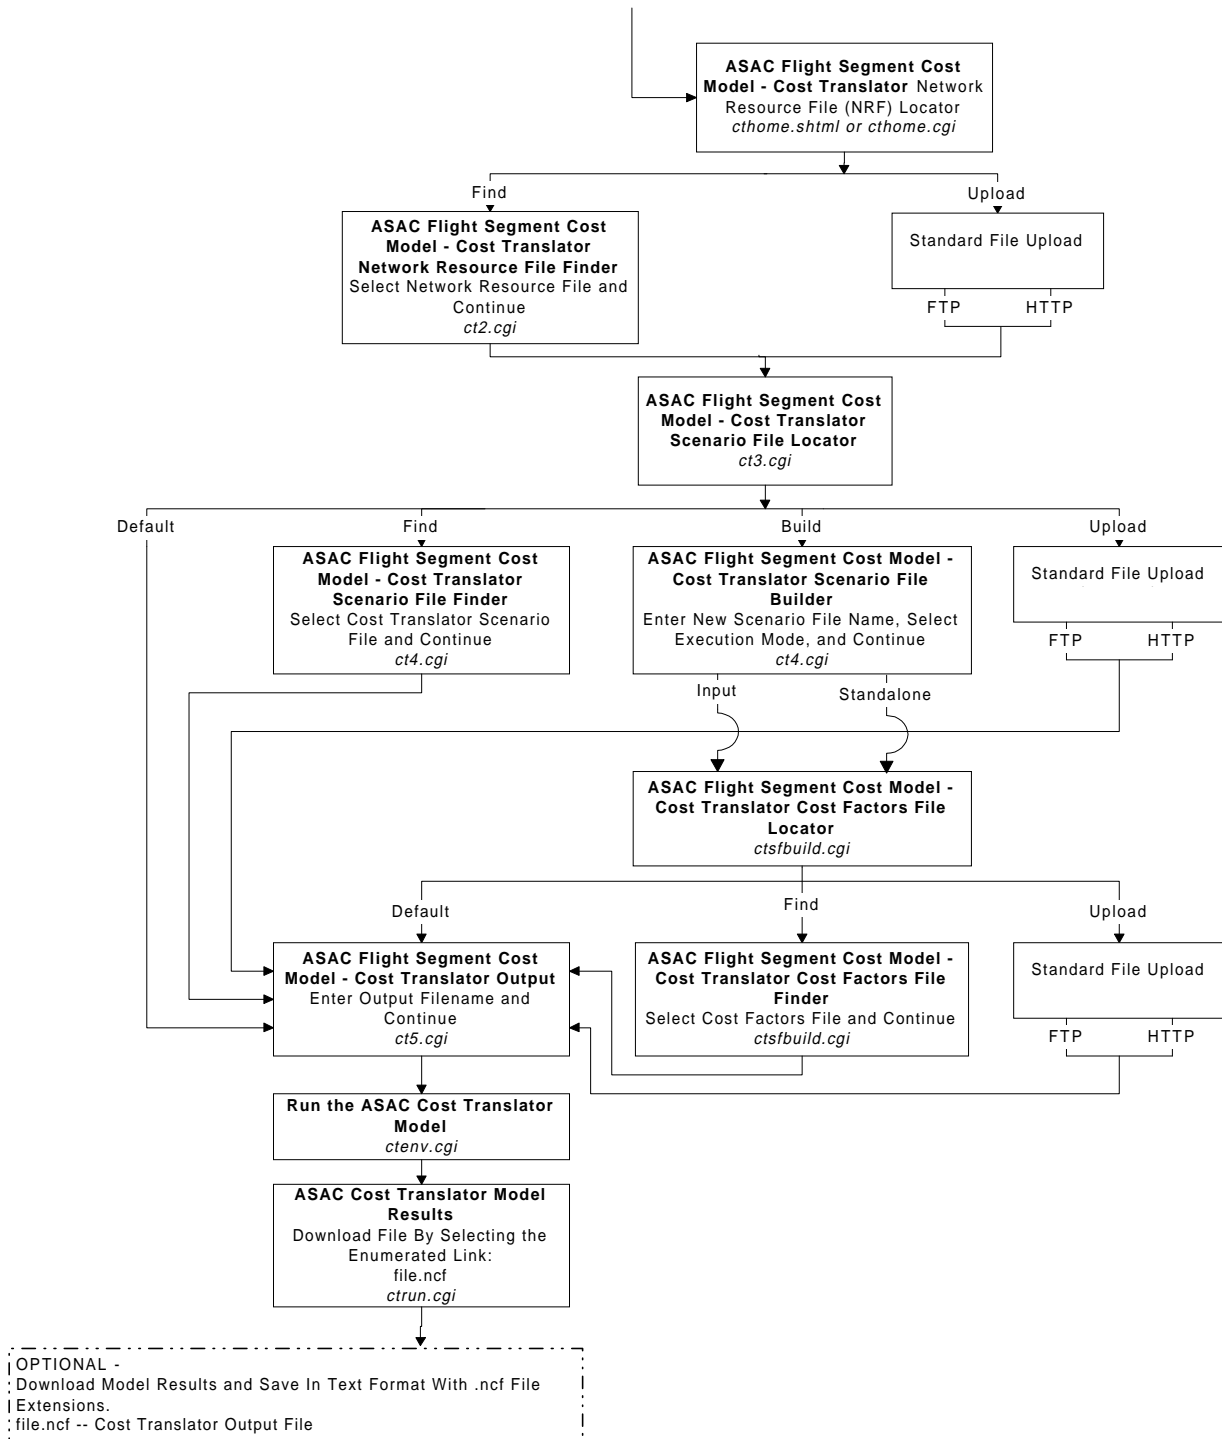 ASAC Flight Segment Cost
Model - Cost Translator Network
Resource File (NRF) Locator
cthome.shtml or cthome.cgi
Find
Upload
ASAC Flight Segment Cost
Model - Cost Translator
Network Resource File Finder
Select Network Resource File and
Continue
ct2.cgi
Standard File Upload
FTP
HTTP
ASAC Flight Segment Cost
Model - Cost Translator
Scenario File Locator
ct3.cgi
Default
Find
Build
Upload
ASAC Flight Segment Cost
Model - Cost Translator
Scenario File Finder
Select Cost Translator Scenario
File and Continue
ct4.cgi
ASAC Flight Segment Cost Model -
Cost Translator Scenario File
Builder
Enter New Scenario File Name, Select
Execution Mode, and Continue
ct4.cgi
Standard File Upload
FTP
HTTP
Input
Standalone
ASAC Flight Segment Cost Model -
Cost Translator Cost Factors File
Locator
ctsfbuild.cgi
Default
Find
Upload
ASAC Flight Segment Cost
Model - Cost Translator Output
Enter Output Filename and
Continue
ct5.cgi
ASAC Flight Segment Cost Model -
Cost Translator Cost Factors File
Finder
Select Cost Factors File and Continue
ctsfbuild.cgi
Standard File Upload
FTP
HTTP
Run the ASAC Cost Translator
Model
ctenv.cgi
ASAC Cost Translator Model
Results
Download File By Selecting the
Enumerated Link:
file.ncf
ctrun.cgi
OPTIONAL -
Download Model Results and Save In Text Format With .ncf File
Extensions.
file.ncf -- Cost Translator Output File